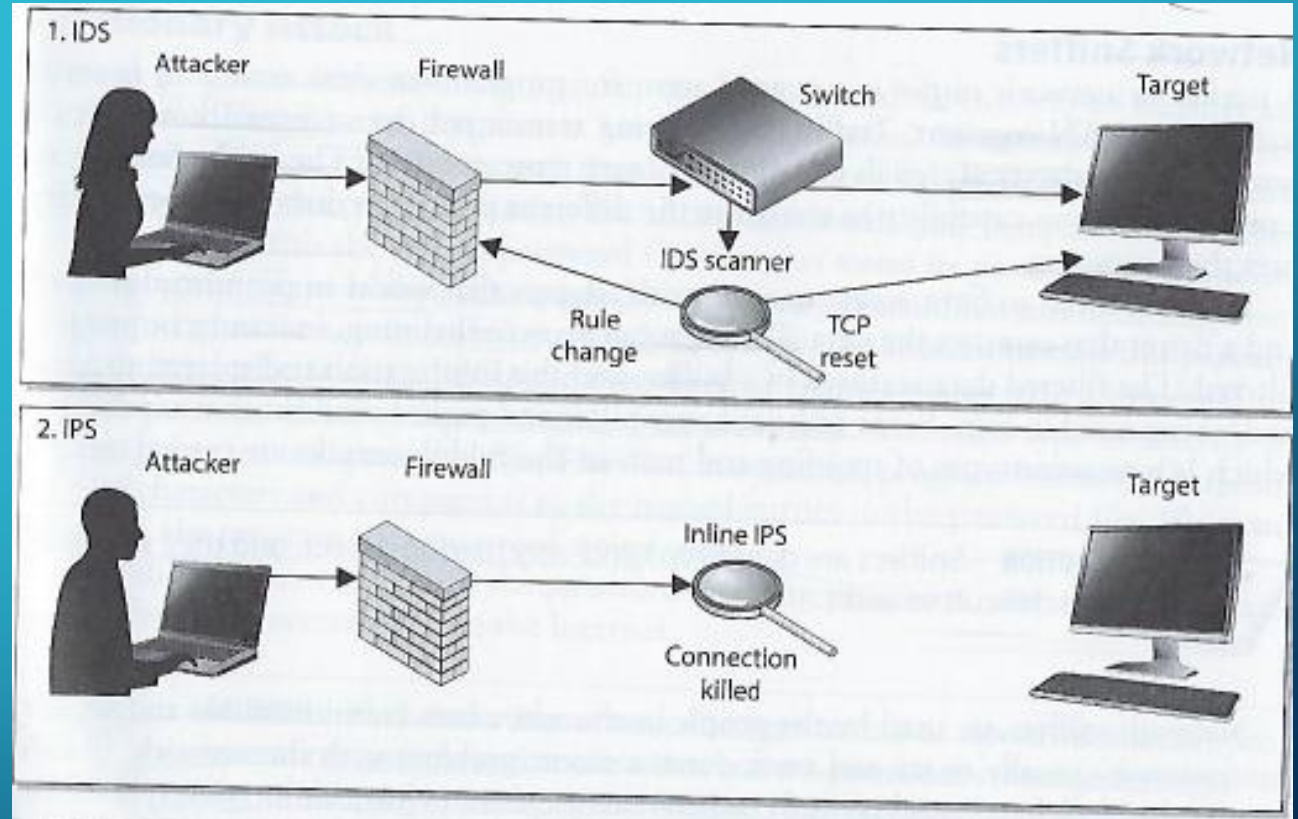 1. IDS
Attacker
Firewall
Switch
Target
IDS scanner
Rule
change
TCP
reset
2. IPS
Attacker
Firewall
Inline IPS
Connection
killed
Target